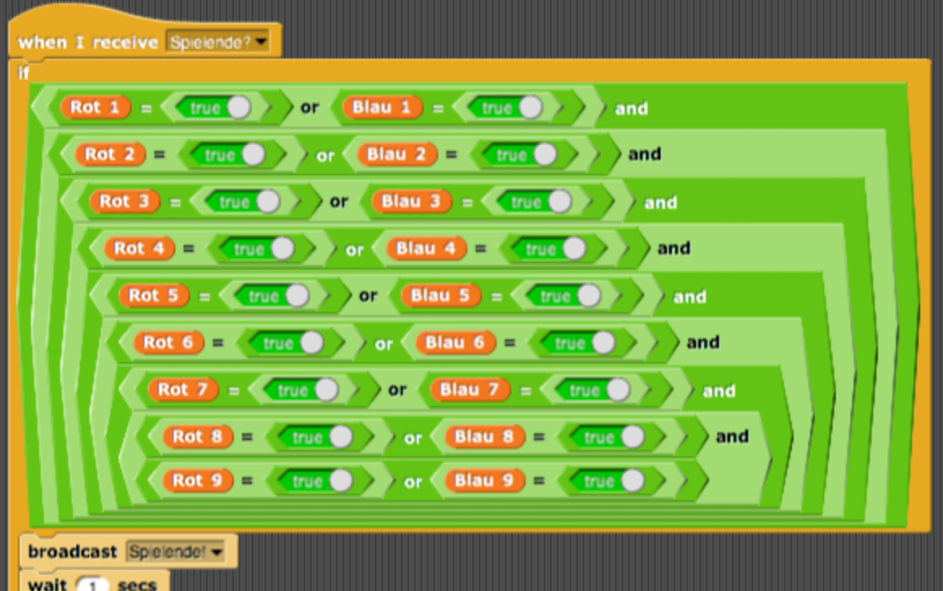 when I receive Spielende?
if
Rot 1 = true or Blau 1 = true and
Rot 2 = true or Blau 2 = true and
Rot 3 = true or Blau 3 = true and
Rot 4 = true or Blau 4 = true and
Rot 5 = true or Blau 5 = true and
Rot 6 = true or Blau 6 = true and
Rot 7 = true or Blau 7 = true and
Rot 8 = true or Blau 8 = true and
Rot 9 = true or Blau 9 = true
broadcast Spielende!
wait 1 secs